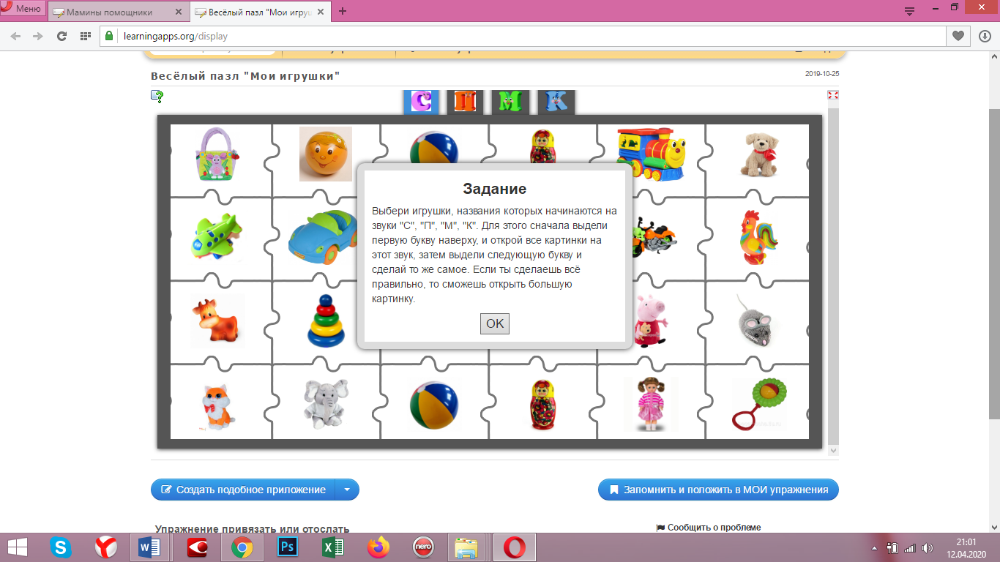 Меню
Мамины помощники
Весёлый пазл "Мои игруш
learningapps.org/display
Весёлый пазл "Мои игрушки"
2019-10-25
С П М К
Задание
Выбери игрушки, названия которых начинаются на
звуки "С", "П", "М", "К". Для этого сначала выдели
первую букву наверху, и открой все картинки на
этот звук, затем выдели следующую букву и
сделай то же самое. Если ты сделаешь всё
правильно, то сможешь открыть большую
картинку.
OK
Создать подобное приложение
Запомнить и положить в МОИ упражнения
Упражнение привязать или отослать
Сообщить о проблеме
S
W
Ps
X
nero
21:01
12.04.2020